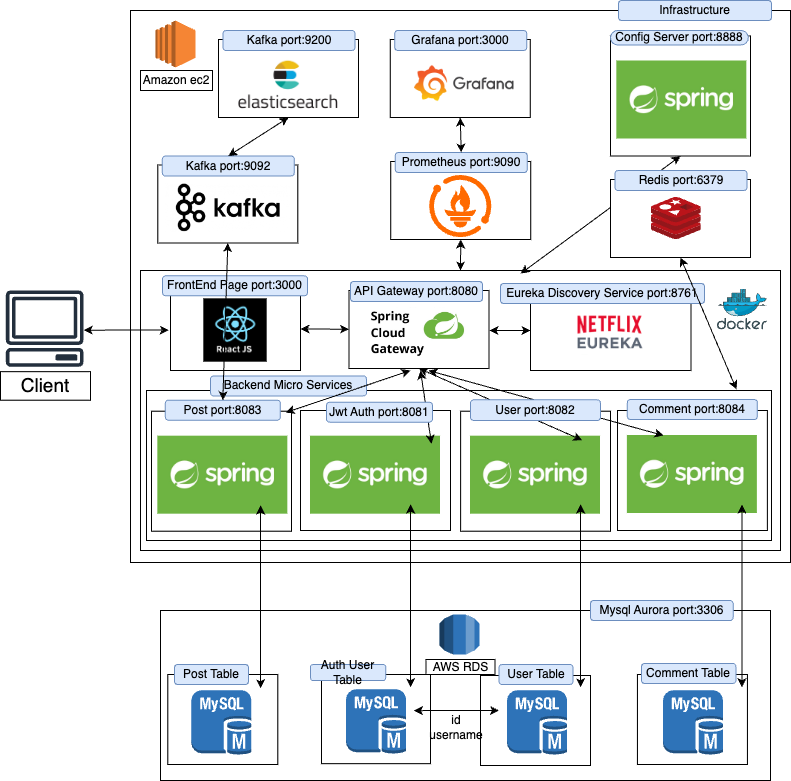 Infrastructure
Amazon ec2
Kafka port:9200
elasticsearch
Grafana port:3000
Grafana
Config Server port:8888
spring
Kafka port:9092
kafka
Prometheus port:9090
Redis port:6379
FrontEnd Page port:3000
React JS
API Gateway port:8080
Spring
Cloud
Gateway
Eureka Discovery Service port:8761
NETFLIX
EUREKA
docker
Client
Backend Micro Services
Post port:8083
spring
Jwt Auth port:8081
spring
User port:8082
spring
Comment port:8084
spring
Mysql Aurora port:3306
AWS RDS
Post Table
MySQL
M
Auth User
Table
MySQL
M
id
username
User Table
MySQL
M
Comment Table
MySQL
M